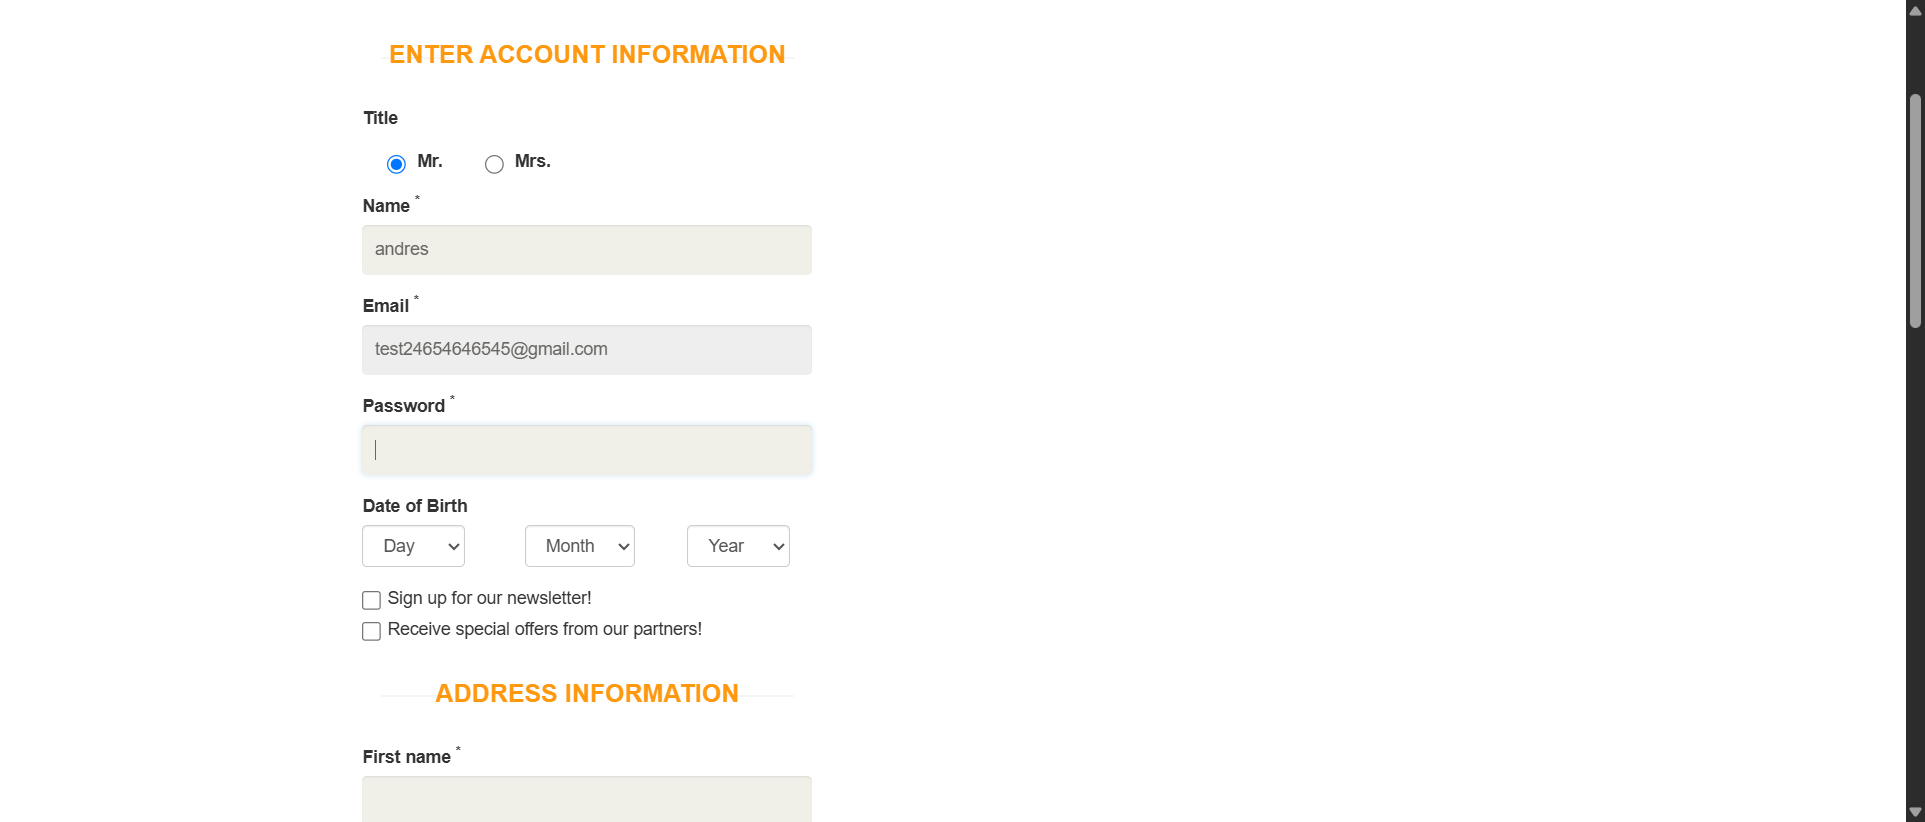 ENTER ACCOUNT INFORMATION
Title
Mr. Mrs.
Name *
andres
Email *
test24654646545@gmail.com
Password *
Date of Birth
Day Month Year
Sign up for our newsletter!
Receive special offers from our partners!
ADDRESS INFORMATION
First name *